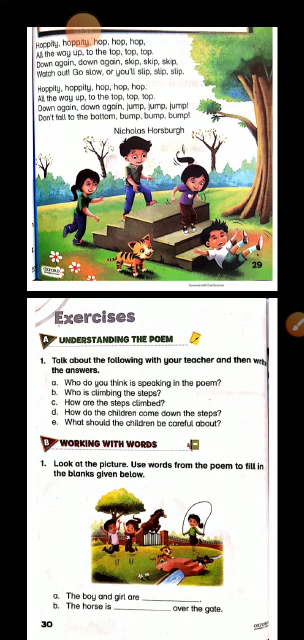 Hoppity, hoppity, hop, hop, hop,
All the way up, to the top, top, top.
Down again, down again, skip, skip, skip,
Watch out! Go slow, or you'll slip, slip, slip.
Hoppity, hoppity, hop, hop, hop.
All the way up, to the top, top, top.
Down again, down again, jump, jump, jump!
Don't fall to the bottom, bump, bump, bump!
Nicholas Horsburgh
OXFORD
29
Scanned with CamScanner
Exercises
A UNDERSTANDING THE POEM
1. Talk about the following with your teacher and then write
the answers.
a. Who do you think is speaking in the poem?
b. Who is climbing the steps?
c. How are the steps climbed?
d. How do the children come down the steps?
e. What should the children be careful about?
B WORKING WITH WORDS
1. Look at the picture. Use words from the poem to fill in
the blanks given below.
a. The boy and girl are ____________.
b. The horse is ____________ over the gate.
30